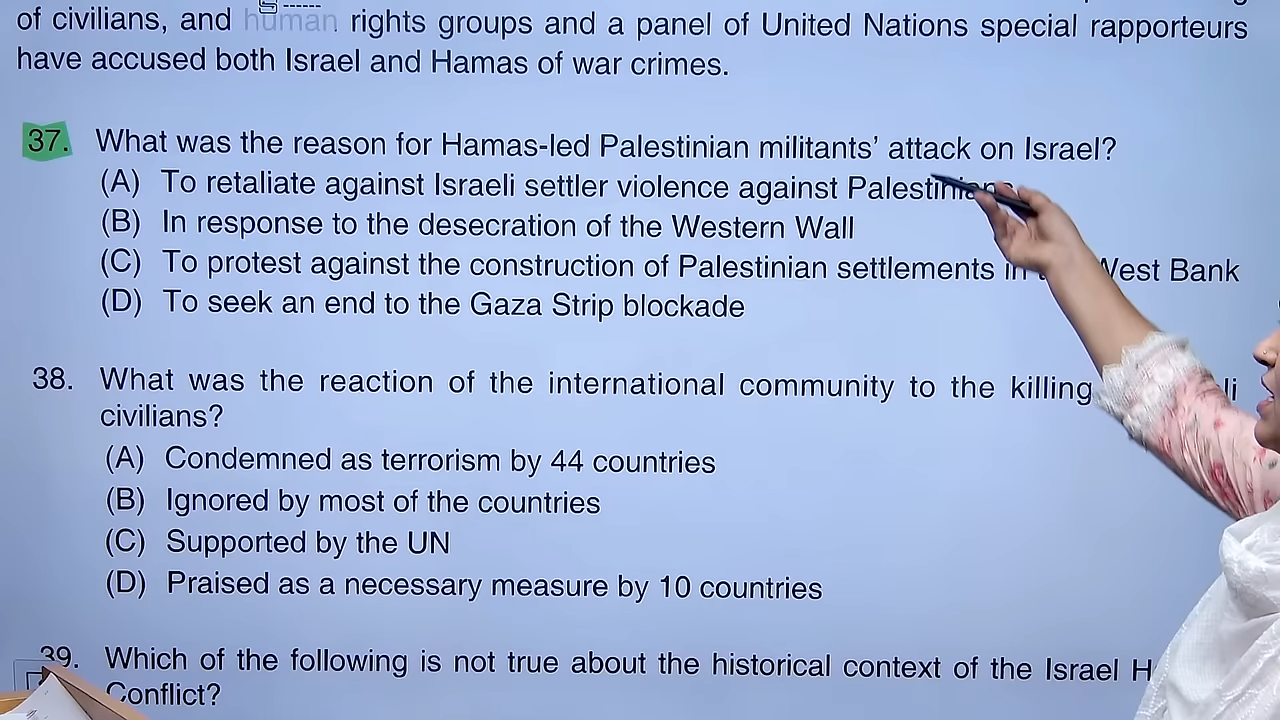 of civilians, and human rights groups and a panel of United Nations special rapporteurs
have accused both Israel and Hamas of war crimes.
37. What was the reason for Hamas-led Palestinian militants' attack on Israel?
(A) To retaliate against Israeli settler violence against Palestinians
(B) In response to the desecration of the Western Wall
(C) To protest against the construction of Palestinian settlements in West Bank
(D) To seek an end to the Gaza Strip blockade
38. What was the reaction of the international community to the killing
civilians?
(A) Condemned as terrorism by 44 countries
(B) Ignored by most of the countries
(C) Supported by the UN
(D) Praised as a necessary measure by 10 countries
39. Which of the following is not true about the historical context of the Israel
Conflict?